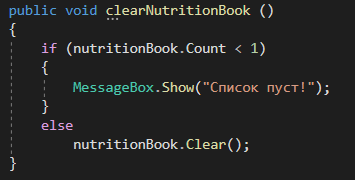 public void clearNutritionBook ()
{
if (nutritionBook.Count < 1)
{
MessageBox.Show("Список пуст!");
}
else
nutritionBook.Clear();
}